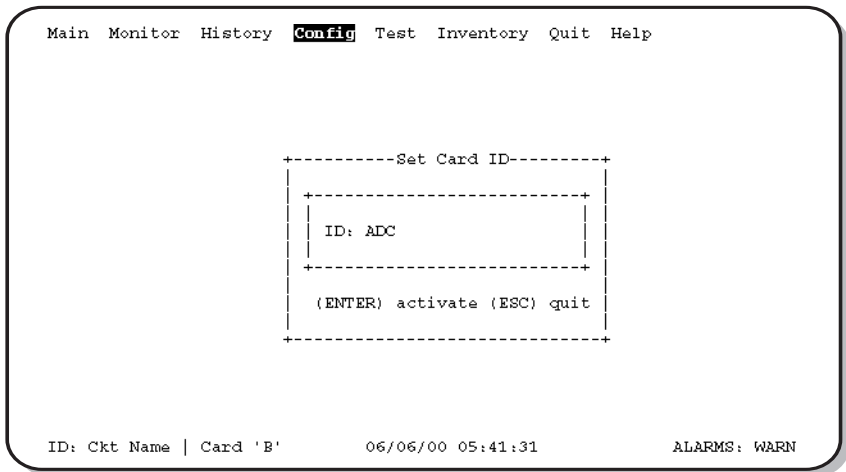 Main Monitor History Config Test Inventory Quit Help
Set Card ID
ID: ADC
(ENTER) activate (ESC) quit
ID: Ckt Name | Card 'B' 06/06/00 05:41:31 ALARMS: WARN